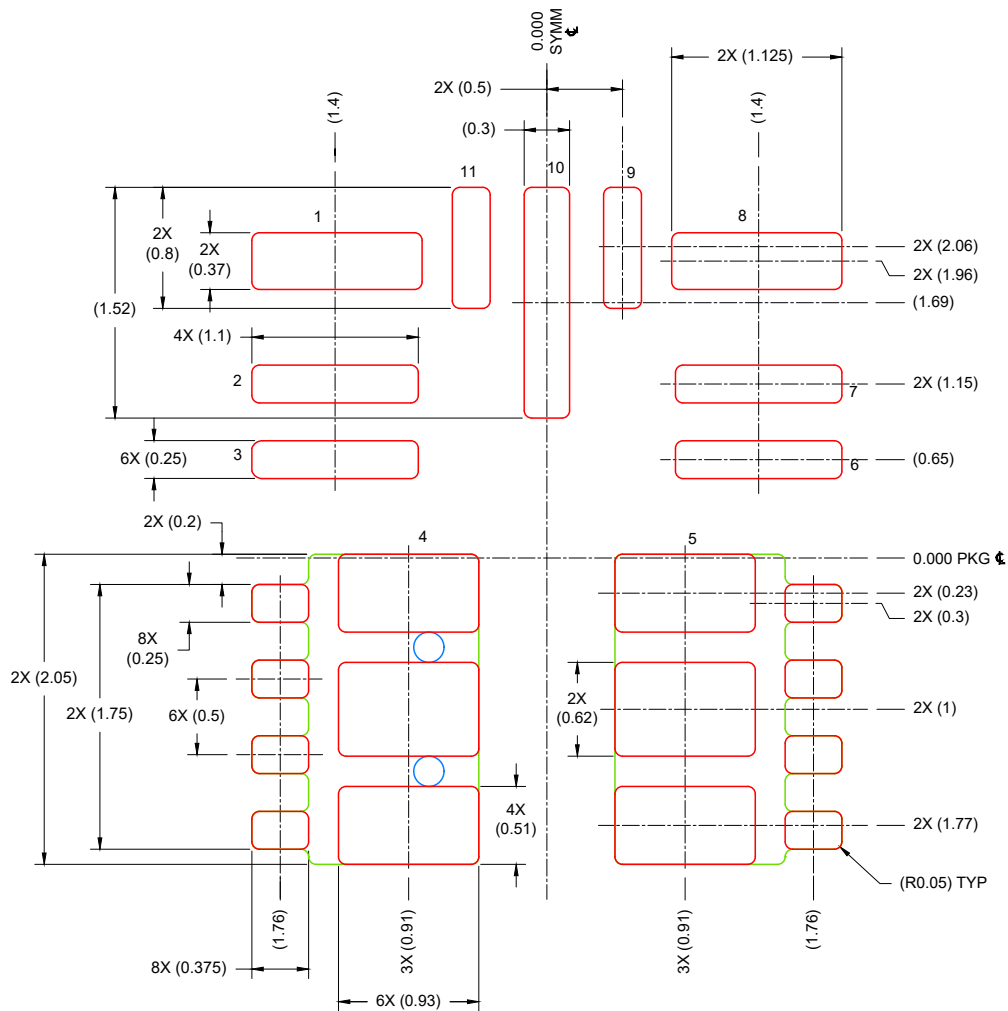 0.000
SYMM
℄
2X (1.125)
2X (0.5)
(1.4)
(1.4)
(0.3)
11
10
9
1
8
2X
(0.8)
2X
(0.37)
2X (2.06)
2X (1.96)
(1.69)
(1.52)
4X (1.1)
2
7
2X (1.15)
3
6X (0.25)
6
(0.65)
2X (0.2)
4
5
0.000 PKG ℄
2X (0.23)
2X (0.3)
8X
(0.25)
2X (2.05)
2X (1.75)
6X (0.5)
2X
(0.62)
2X (1)
4X
(0.51)
2X (1.77)
(R0.05) TYP
(1.76)
3X (0.91)
3X (0.91)
(1.76)
8X (0.375)
6X (0.93)